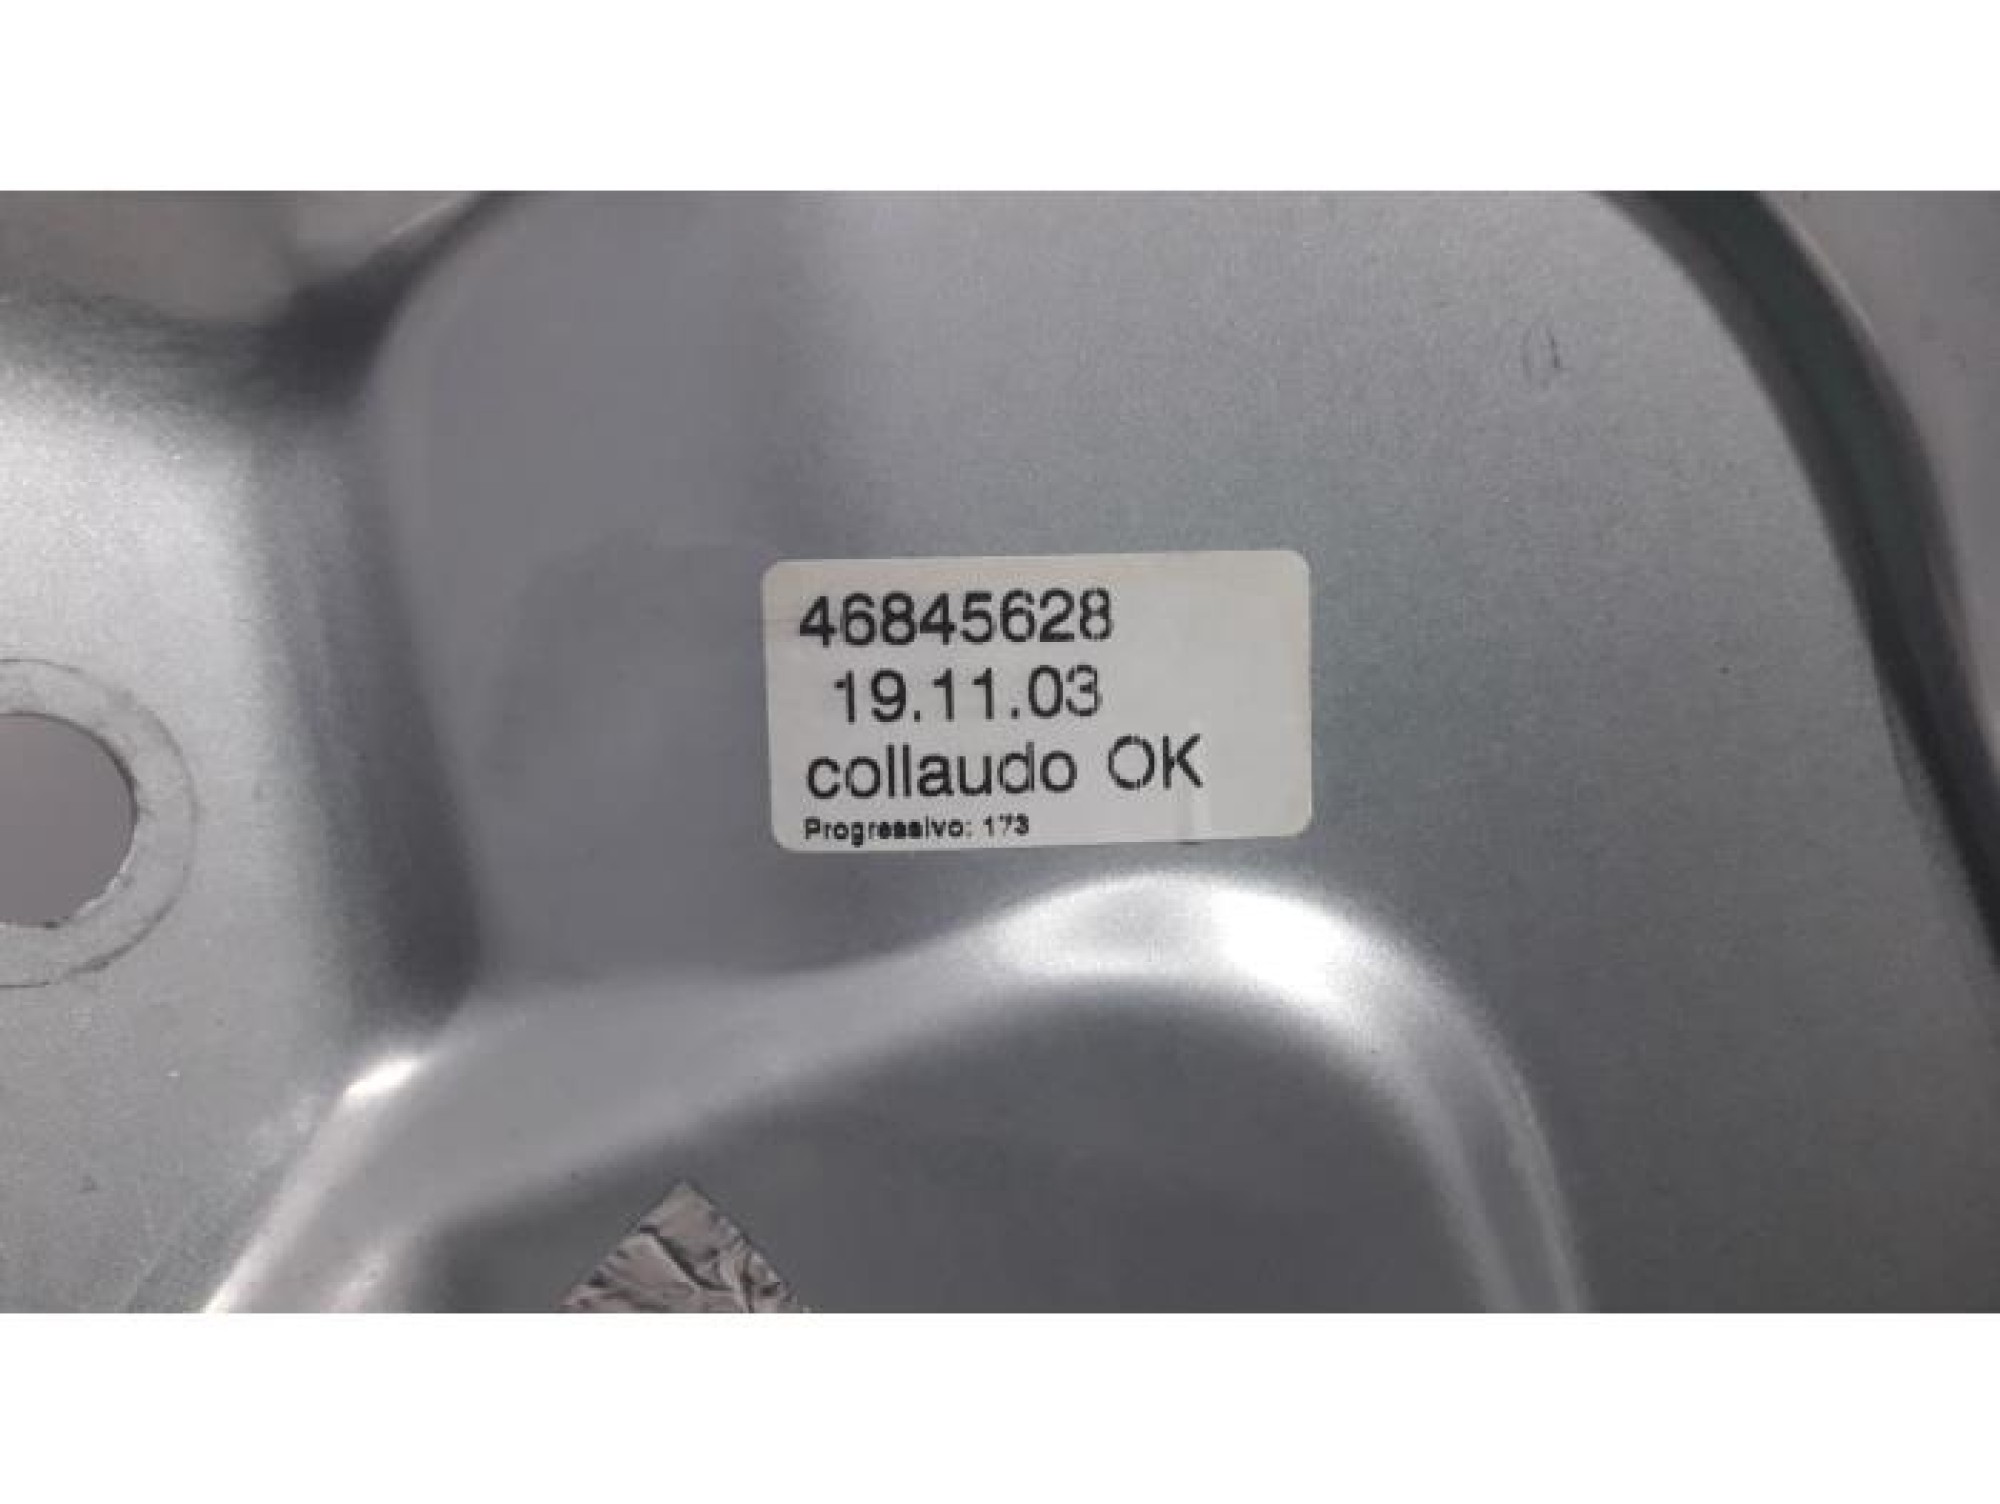 46845628
19.11.03
collaudo OK
Progressivo: 173